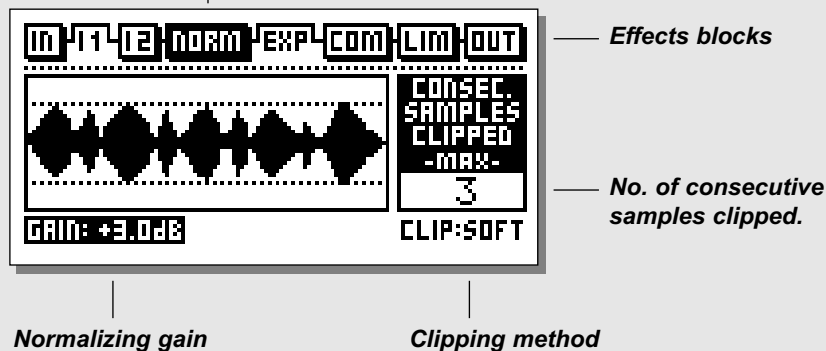 IN I1 I2 NORM EXP COM LIM OUT
Effects blocks
CONSEC.
SAMPLES
CLIPPED
-MAX-
3
No. of consecutive
samples clipped.
GAIN: +3.0dB
CLIP:SOFT
Normalizing gain
Clipping method